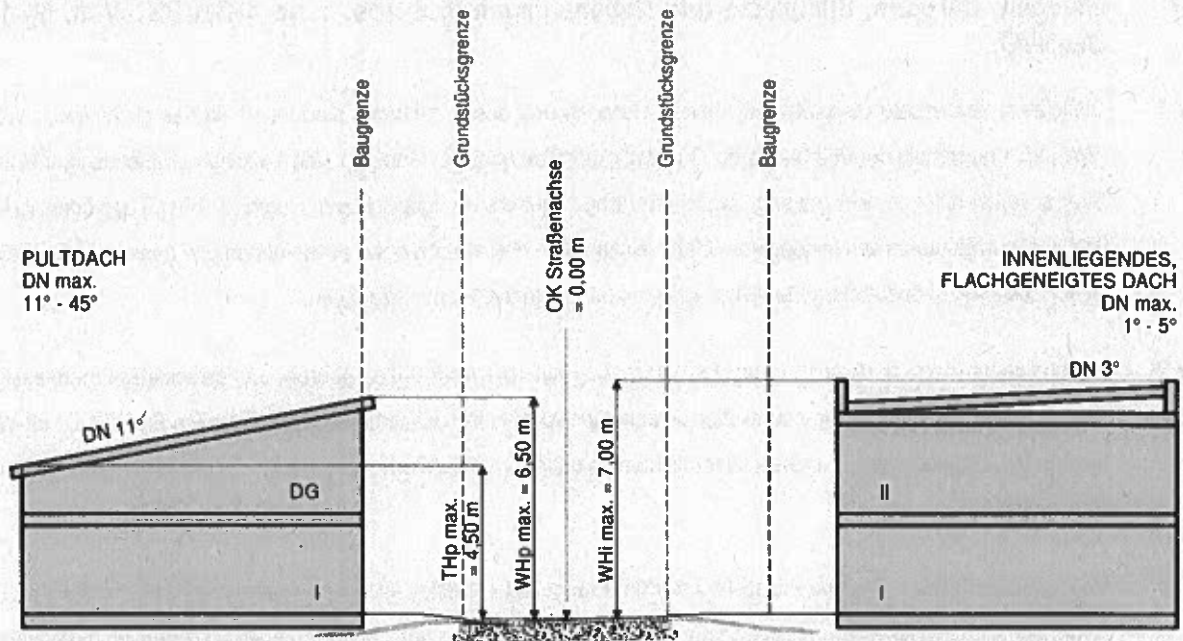 Baugrenze
Grundstücksgrenze
OK Straßenachse
= 0,00 m
Grundstücksgrenze
Baugrenze
PULTDACH
DN max.
11° - 45°
INNENLIEGENDES,
FLACHGENEIGTES DACH
DN max.
1° - 5°
DN 3°
DN 11°
DG
II
THp max.
= 4,50 m
WHp max. = 6,50 m
WHi max. = 7,00 m
I
I